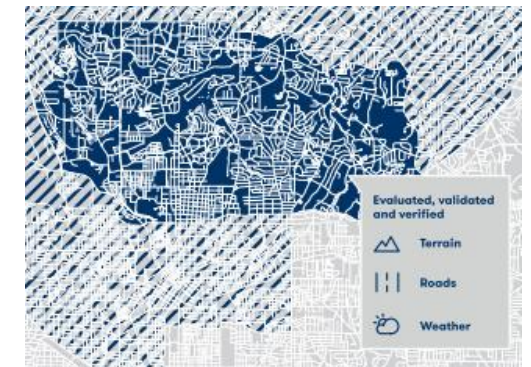 Evaluated, validated
and verified
Terrain
Roads
Weather